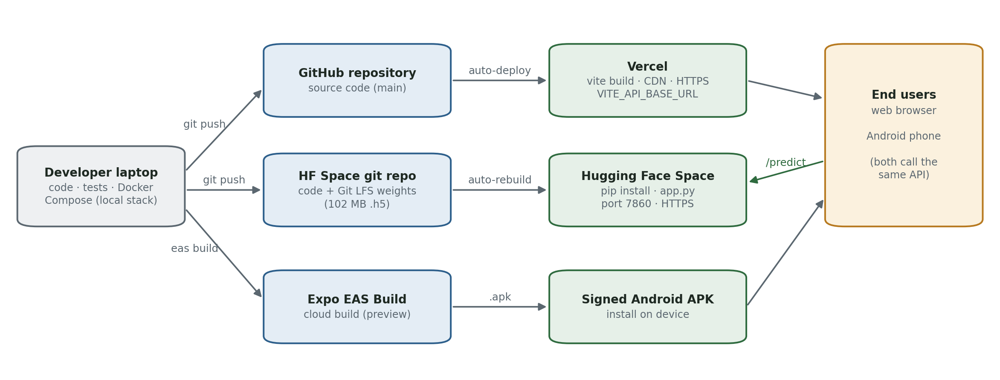 Developer laptop
code · tests · Docker
Compose (local stack)
git push
git push
eas build
GitHub repository
source code (main)
auto-deploy
Vercel
vite build · CDN · HTTPS
VITE_API_BASE_URL
HF Space git repo
code + Git LFS weights
(102 MB .h5)
auto-rebuild
Hugging Face Space
pip install · app.py
port 7860 · HTTPS
/predict
Expo EAS Build
cloud build (preview)
.apk
Signed Android APK
install on device
End users
web browser
Android phone
(both call the
same API)